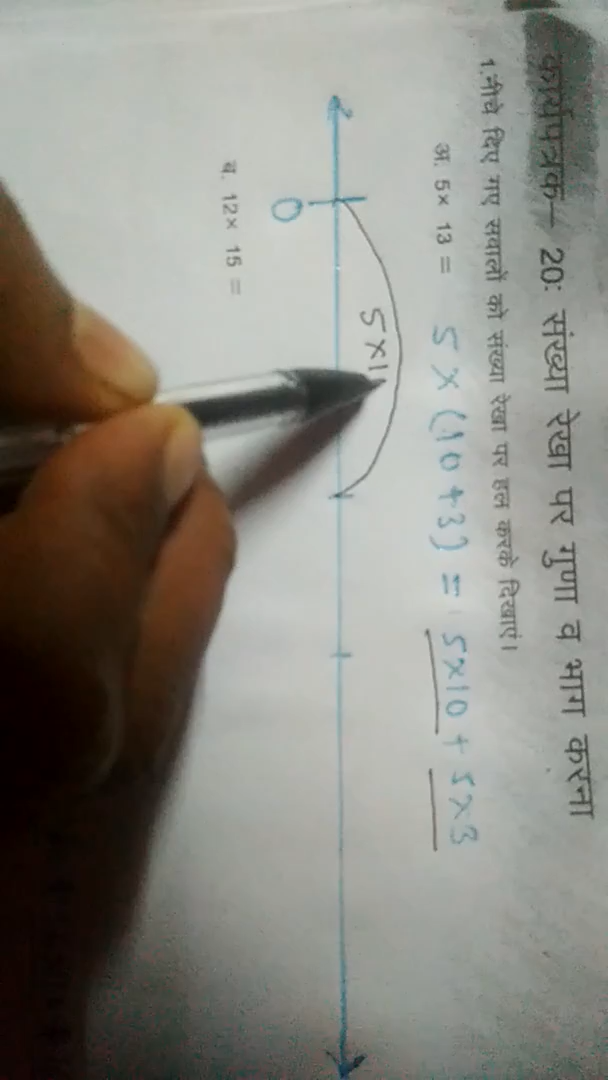 कार्यपत्रक– 20: संख्या रेखा पर गुणा व भाग करना
1.नीचे दिए गए सवालों को संख्या रेखा पर हल करके दिखाएं।
अ. 5× 13 = 5×(10+3) = 5×10 + 5×3
5×1
0
ब. 12× 15 =